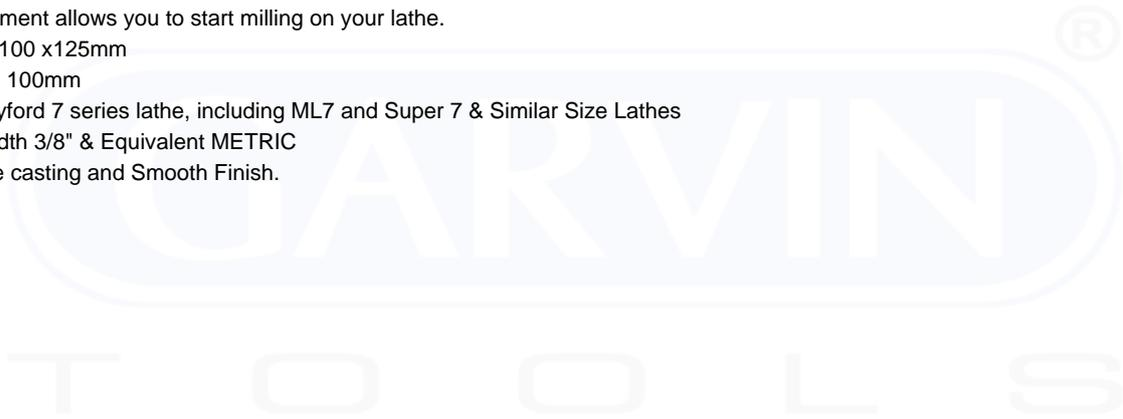 ment allows you to start milling on your lathe.
100 x125mm
100mm
yford 7 series lathe, including ML7 and Super 7 & Similar Size Lathes
dth 3/8" & Equivalent METRIC
e casting and Smooth Finish.
®
GARVIN
TOOLS